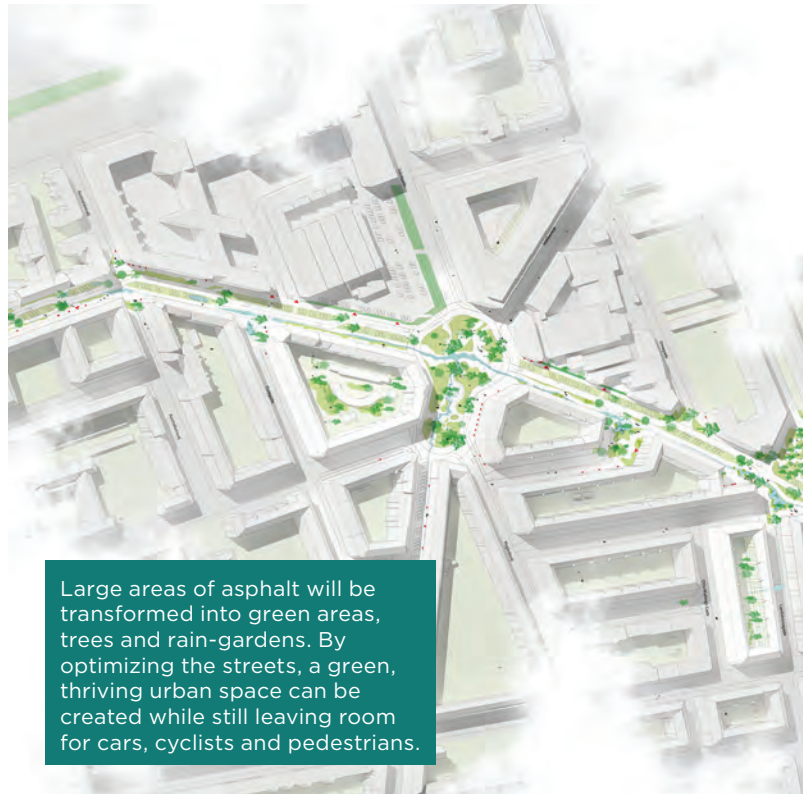 Large areas of asphalt will be
transformed into green areas,
trees and rain-gardens. By
optimizing the streets, a green,
thriving urban space can be
created while still leaving room
for cars, cyclists and pedestrians.